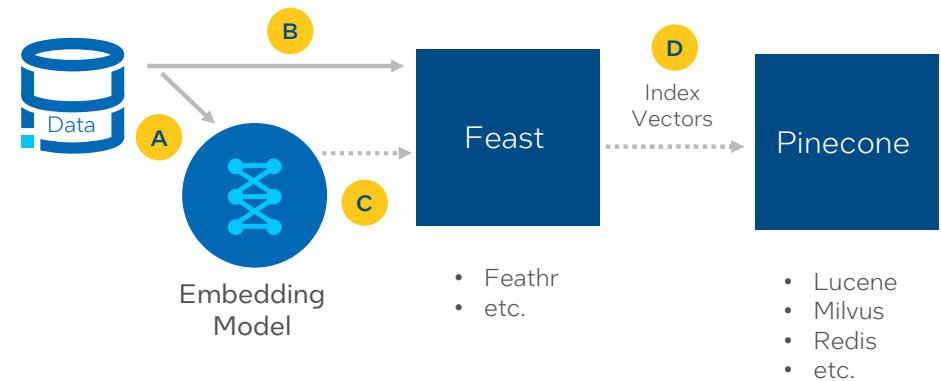 B
D
Data
A
Index
Vectors
Feast
Pinecone
C
Embedding
Model
• Feathr
• etc.
• Lucene
• Milvus
• Redis
• etc.